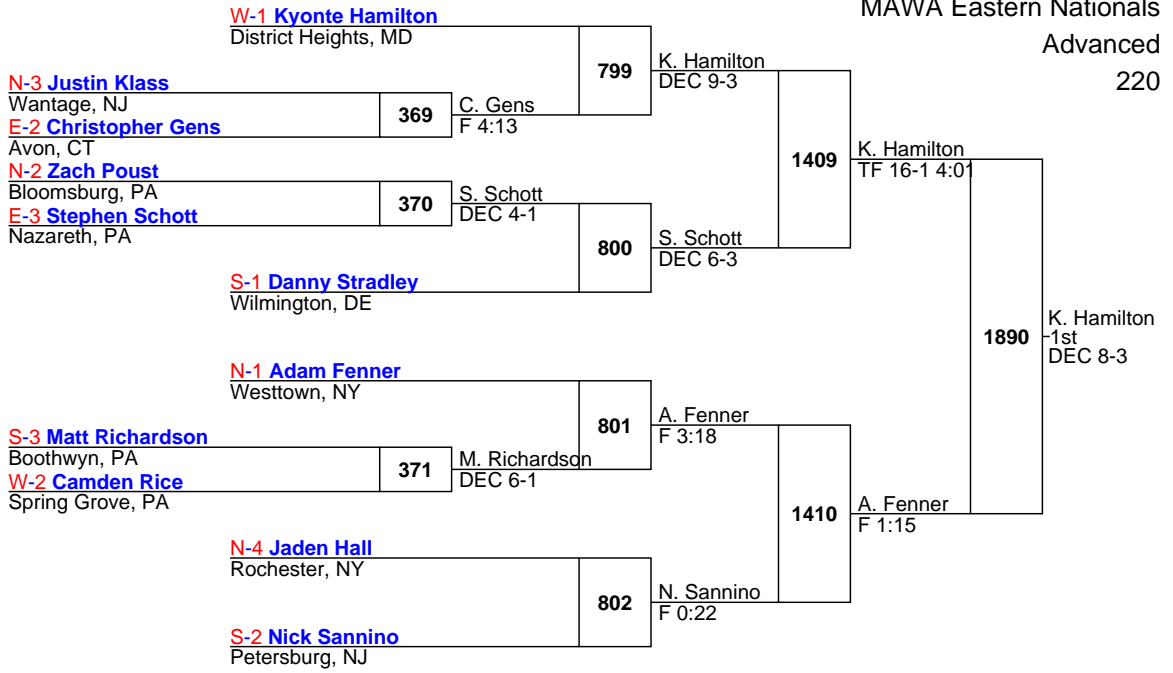 MAWA Eastern Nationals
Advanced
220
W-1 Kyonte Hamilton
District Heights, MD
799
K. Hamilton
DEC 9-3
N-3 Justin Klass
Wantage, NJ
369
C. Gens
F 4:13
E-2 Christopher Gens
Avon, CT
1409
K. Hamilton
TF 16-1 4:01
N-2 Zach Poust
Bloomsburg, PA
370
S. Schott
DEC 4-1
E-3 Stephen Schott
Nazareth, PA
800
S. Schott
DEC 6-3
S-1 Danny Stradley
Wilmington, DE
1890
K. Hamilton
1st
DEC 8-3
N-1 Adam Fenner
Westtown, NY
801
A. Fenner
F 3:18
S-3 Matt Richardson
Boothwyn, PA
371
M. Richardson
DEC 6-1
W-2 Camden Rice
Spring Grove, PA
1410
A. Fenner
F 1:15
N-4 Jaden Hall
Rochester, NY
802
N. Sannino
F 0:22
S-2 Nick Sannino
Petersburg, NJ